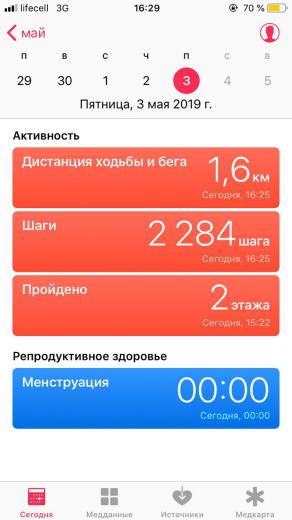 lifecell 3G 16:29 70 %
май
п в с ч п с в
29 30 1 2 3 4 5
Пятница, 3 мая 2019 г.
Активность
Дистанция ходьбы и бега 1,6 км
Сегодня, 16:25
Шаги 2 284 шага
Сегодня, 16:25
Пройдено 2 этажа
Сегодня, 15:22
Репродуктивное здоровье
Менструация 00:00
Сегодня, 00:00
Сегодня Медданные Источники Медкарта